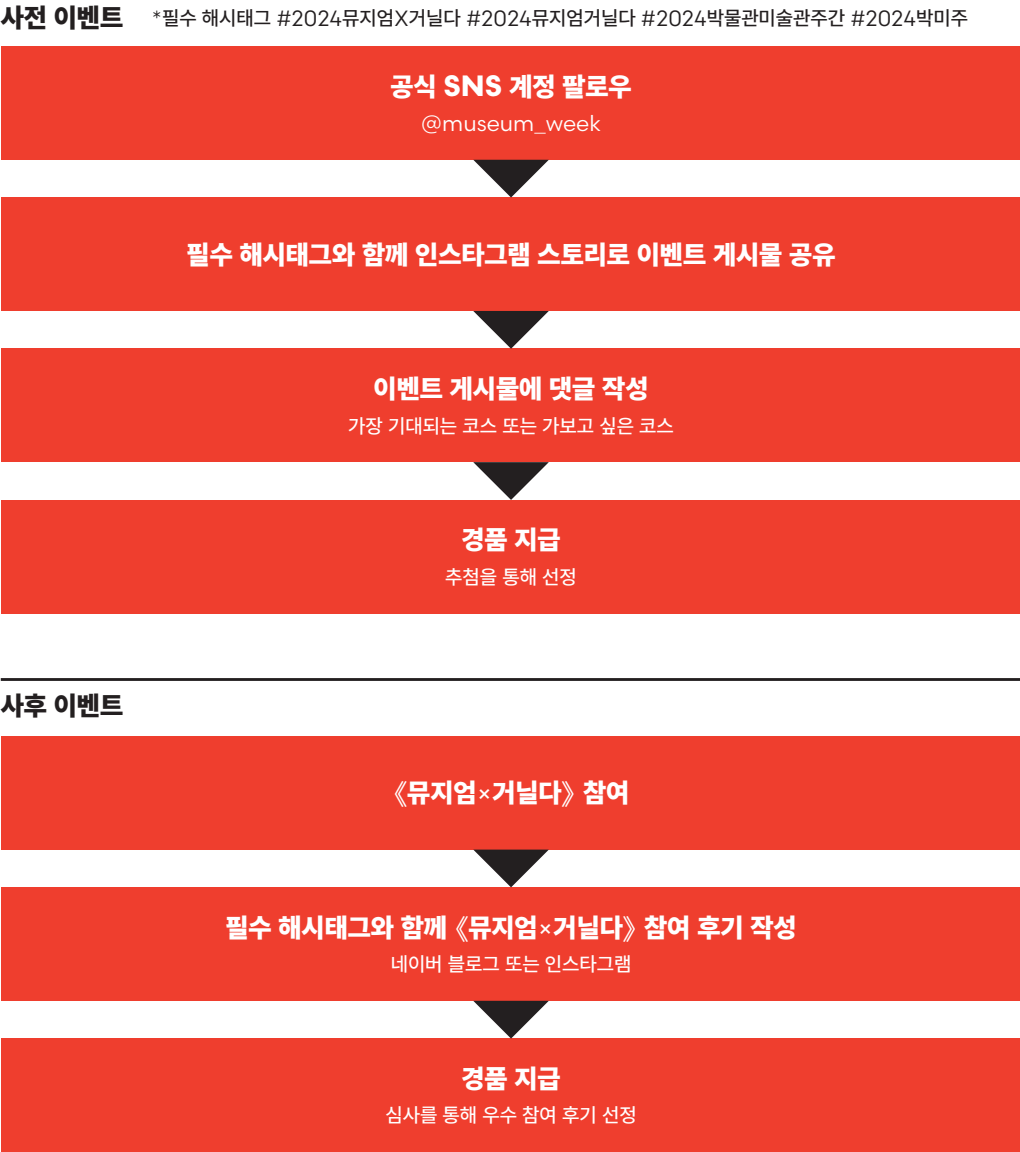 사전 이벤트 *필수 해시태그 #2024뮤지엄X거닐다 #2024뮤지엄거닐다 #2024박물관미술관주간 #2024박미주
공식 SNS 계정 팔로우
@museum_week
필수 해시태그와 함께 인스타그램 스토리로 이벤트 게시물 공유
이벤트 게시물에 댓글 작성
가장 기대되는 코스 또는 가보고 싶은 코스
경품 지급
추첨을 통해 선정
사후 이벤트
《뮤지엄×거닐다》 참여
필수 해시태그와 함께 《뮤지엄×거닐다》 참여 후기 작성
네이버 블로그 또는 인스타그램
경품 지급
심사를 통해 우수 참여 후기 선정